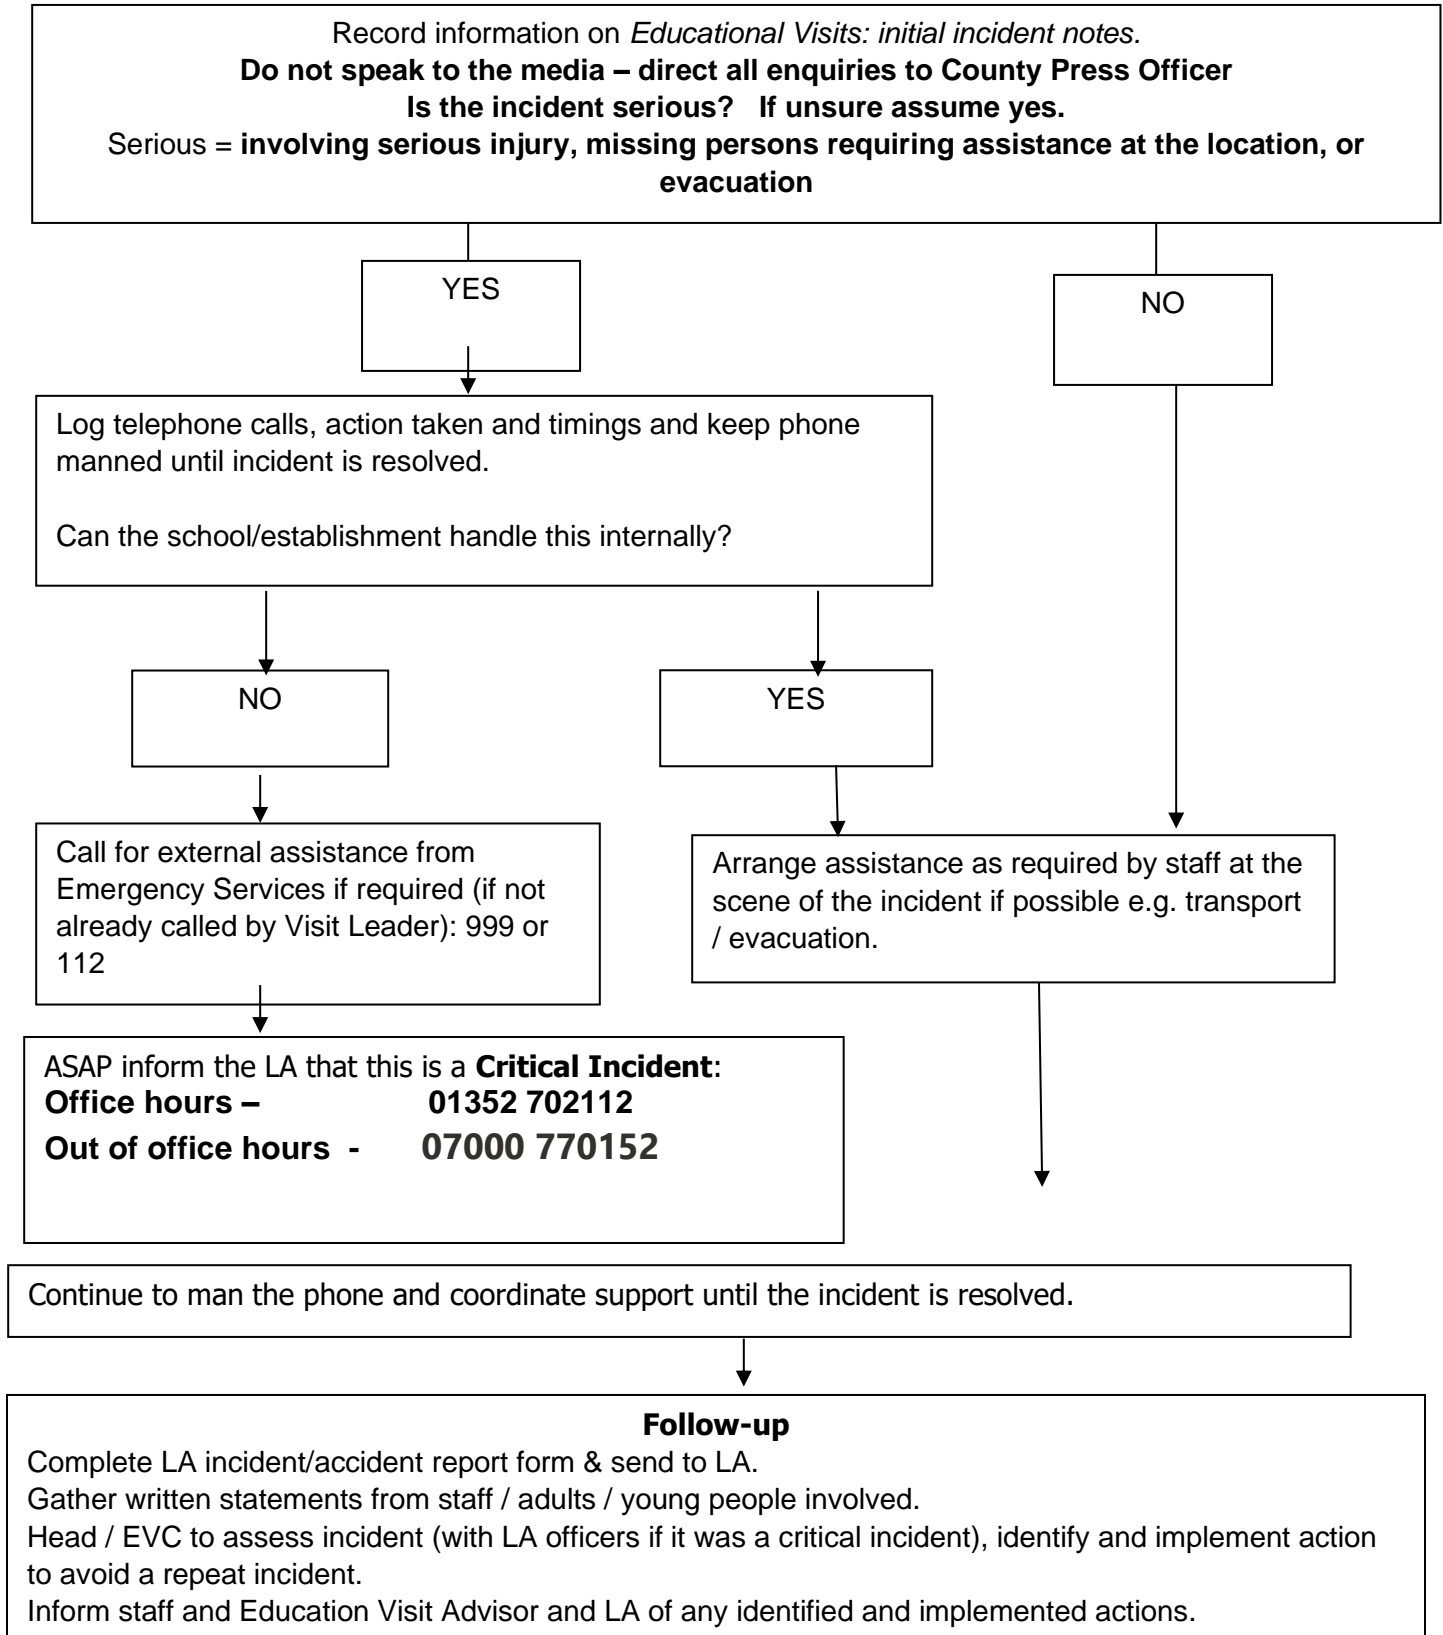 Record information on Educational Visits: initial incident notes.
Do not speak to the media – direct all enquiries to County Press Officer
Is the incident serious? If unsure assume yes.
Serious = involving serious injury, missing persons requiring assistance at the location, or
evacuation
YES
NO
Log telephone calls, action taken and timings and keep phone
manned until incident is resolved.
Can the school/establishment handle this internally?
NO
YES
Call for external assistance from
Emergency Services if required (if not
already called by Visit Leader): 999 or
112
Arrange assistance as required by staff at the
scene of the incident if possible e.g. transport
/ evacuation.
ASAP inform the LA that this is a Critical Incident:
Office hours – 01352 702112
Out of office hours - 07000 770152
Continue to man the phone and coordinate support until the incident is resolved.
Follow-up
Complete LA incident/accident report form & send to LA.
Gather written statements from staff / adults / young people involved.
Head / EVC to assess incident (with LA officers if it was a critical incident), identify and implement action
to avoid a repeat incident.
Inform staff and Education Visit Advisor and LA of any identified and implemented actions.